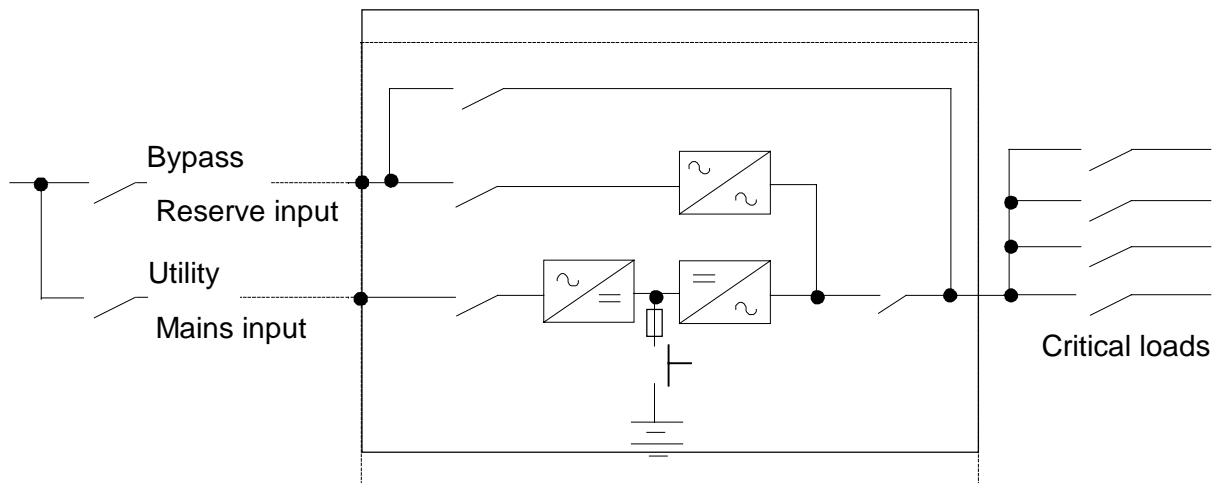 Bypass
Reserve input
Utility
Mains input
Critical loads